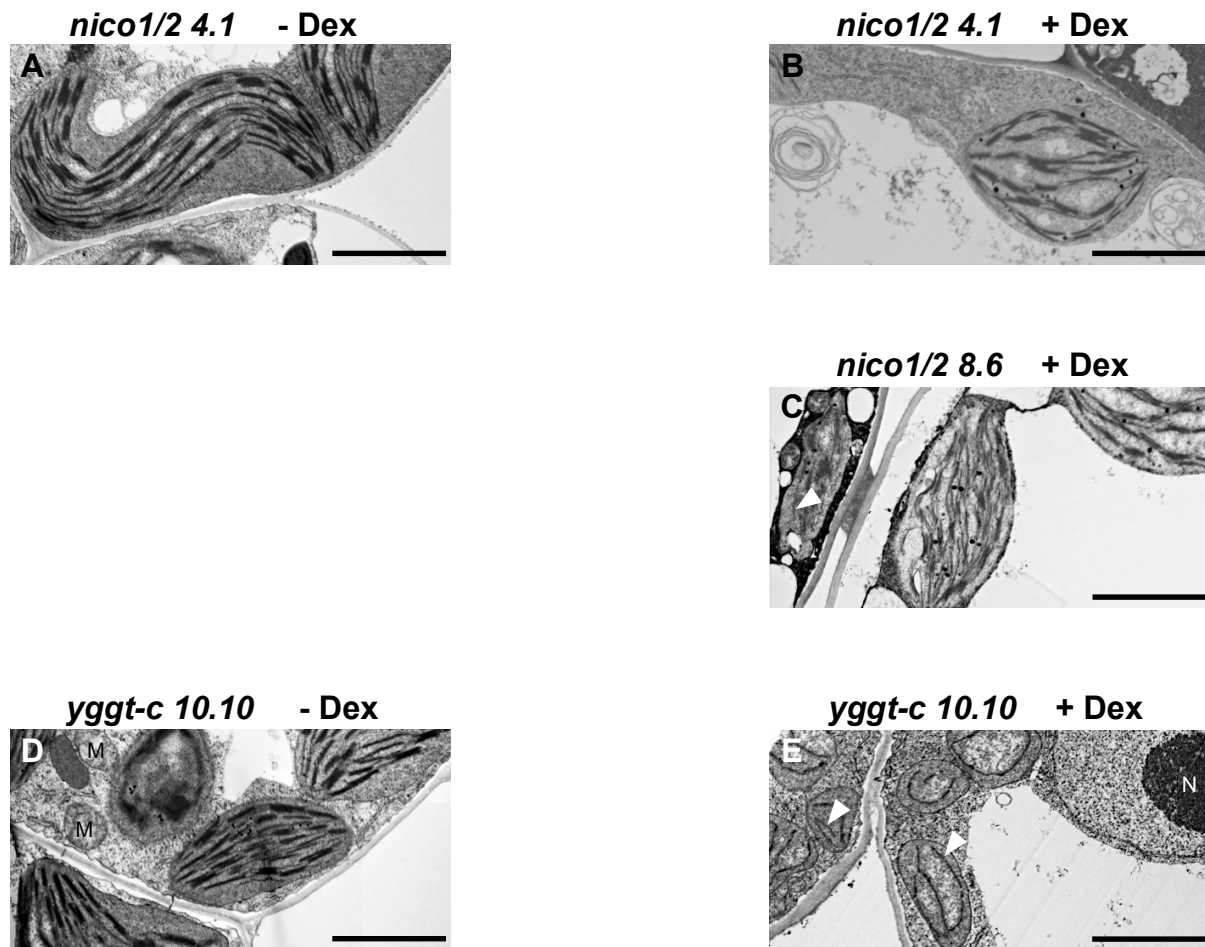 nico1/2 4.1 - Dex
A
nico1/2 4.1 + Dex
B
nico1/2 8.6 + Dex
C
yggt-c 10.10 - Dex
D
M
M
yggt-c 10.10 + Dex
E
N